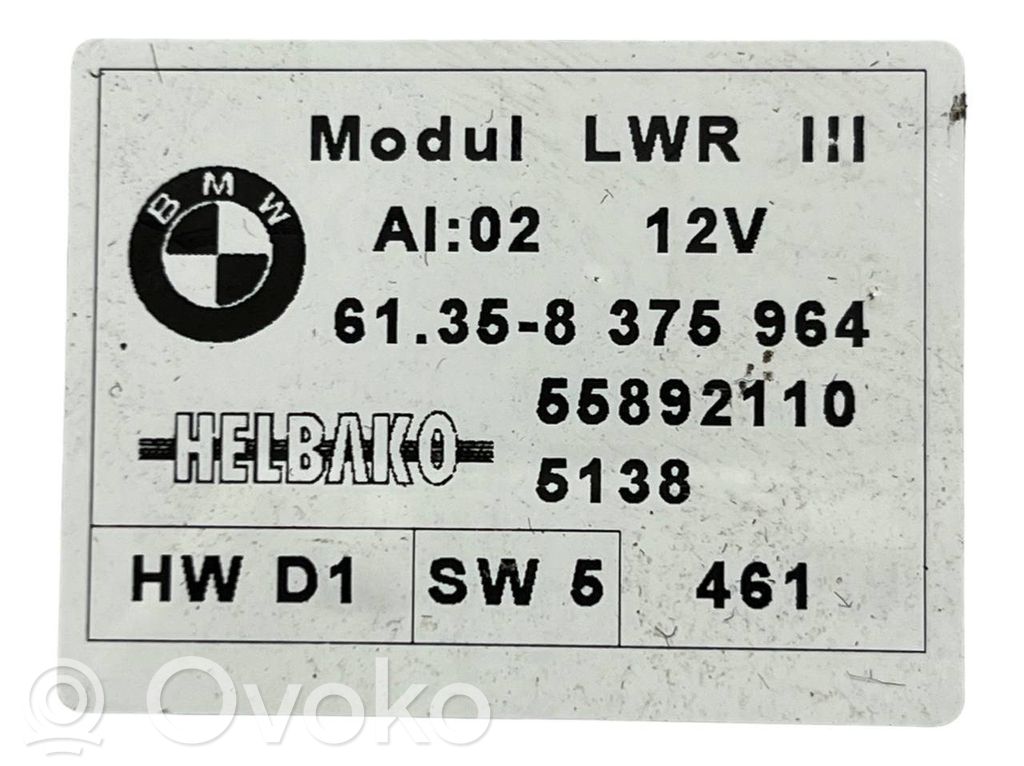 Modul LWR III
BMW
AI:02 12V
61.35-8 375 964
55892110
HELBAKO
5138
HW D1 SW 5 461
Ovoko